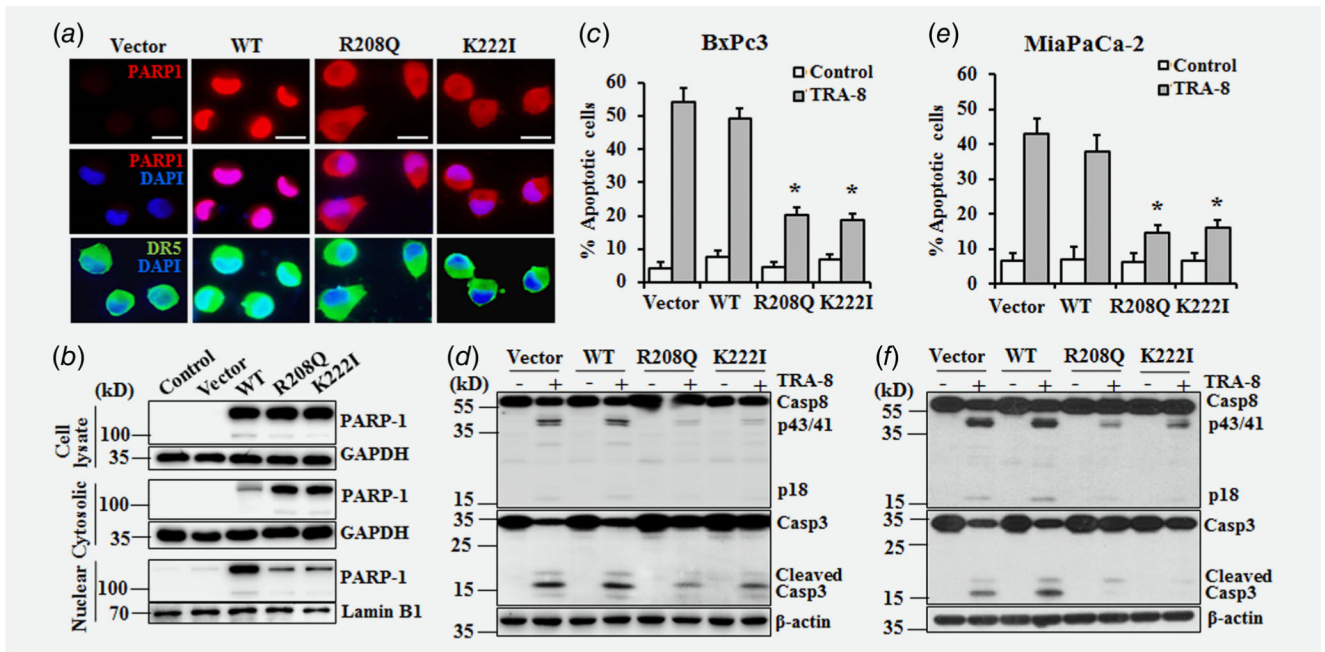 (a)
Vector WT R208Q K222I
PARP1
PARP1
DAPI
DR5
DAPI
(b)
Control Vector WT R208Q K222I
(kD)
Cell lysate
100
PARP-1
35
GAPDH
Cytosolic
100
PARP-1
35
GAPDH
Nuclear
100
PARP-1
70
Lamin B1
(c)
BxPc3
Control
TRA-8
% Apoptotic cells
60
50
40
30
20
10
0
* *
Vector WT R208Q K222I
(d)
Vector WT R208Q K222I
(kD) - + - + - + - + TRA-8
55
Casp8
35
p43/41
15
p18
35
Casp3
25
15
Cleaved
Casp3
35
β-actin
(e)
MiaPaCa-2
Control
TRA-8
% Apoptotic cells
60
50
40
30
20
10
0
* *
Vector WT R208Q K222I
(f)
Vector WT R208Q K222I
(kD) - + - + - + - + TRA-8
55
Casp8
35
p43/41
15
p18
35
Casp3
25
15
Cleaved
Casp3
35
β-actin